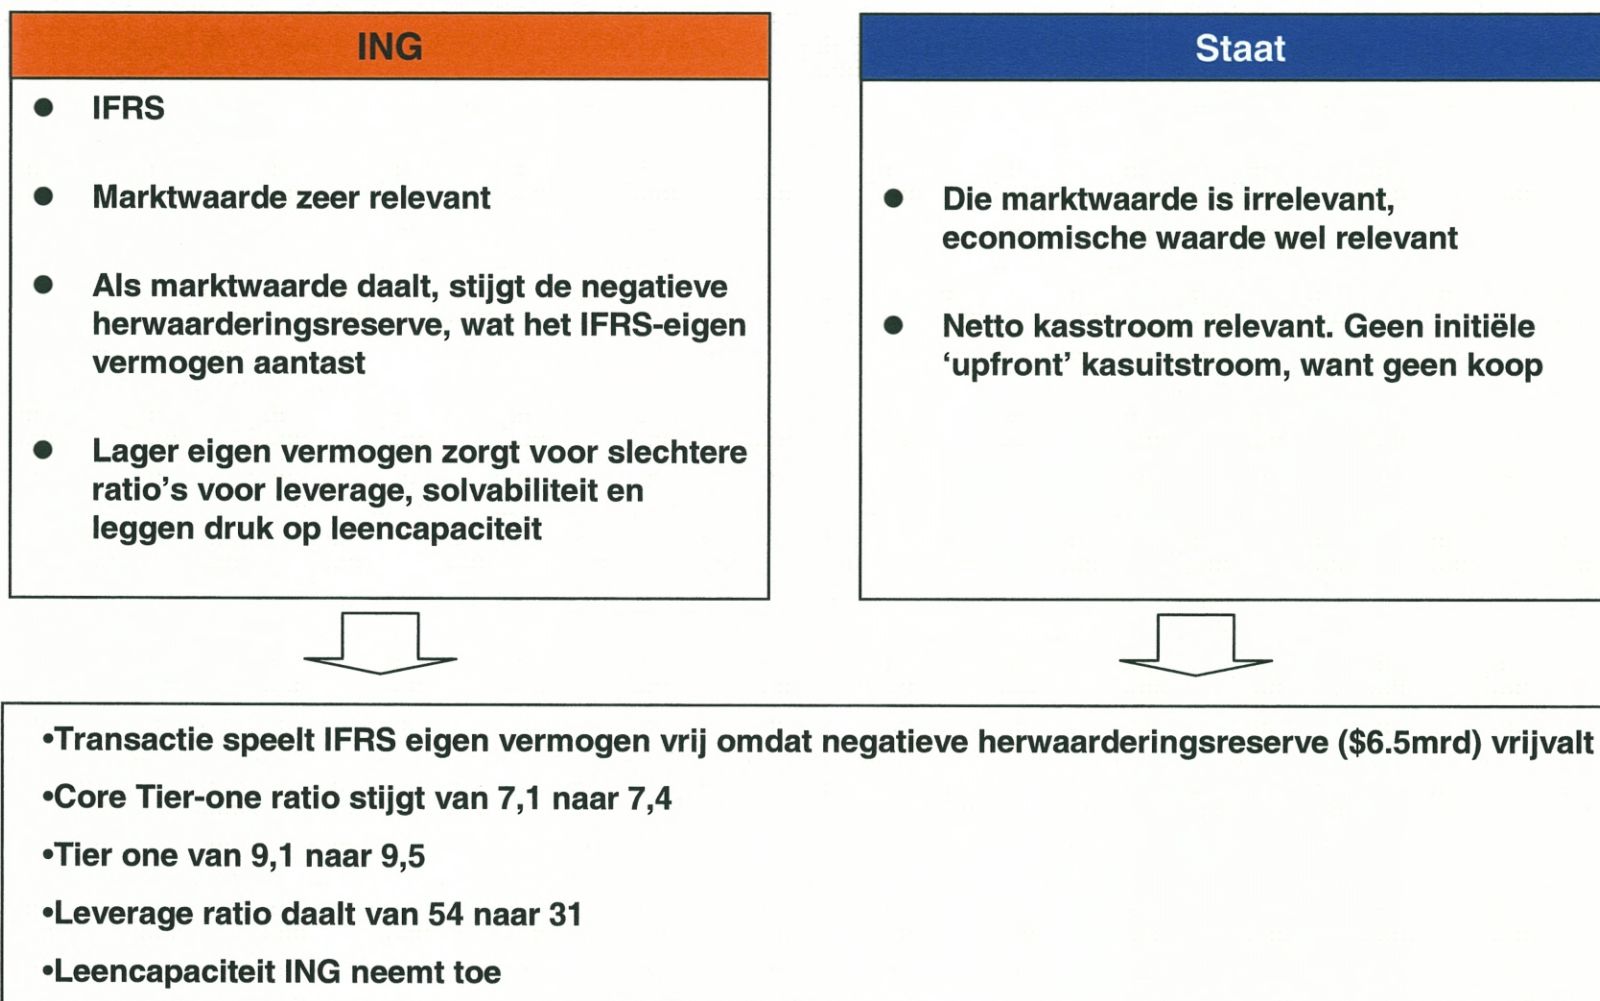 ING
● IFRS
● Marktwaarde zeer relevant
● Als marktwaarde daalt, stijgt de negatieve
herwaarderingsreserve, wat het IFRS-eigen
vermogen aantast
● Lager eigen vermogen zorgt voor slechtere
ratio's voor leverage, solvabiliteit en
leggen druk op leencapaciteit
Staat
● Die marktwaarde is irrelevant,
economische waarde wel relevant
● Netto kasstroom relevant. Geen initiële
‘upfront’ kasuitstroom, want geen koop
•Transactie speelt IFRS eigen vermogen vrij omdat negatieve herwaarderingsreserve ($6.5mrd) vrijvalt
•Core Tier-one ratio stijgt van 7,1 naar 7,4
•Tier one van 9,1 naar 9,5
•Leverage ratio daalt van 54 naar 31
•Leencapaciteit ING neemt toe